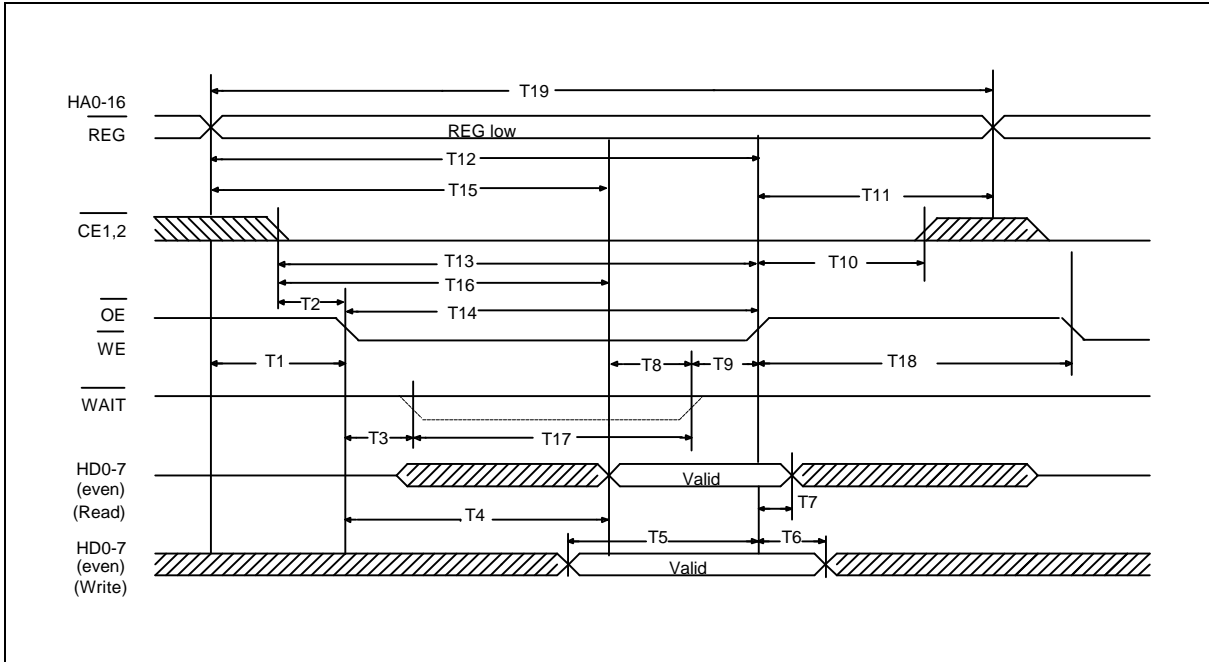 T19
HA0-16
REG
REG low
T12
T15
T11
CE1,2
T13
T10
T16
T2
T14
OE
WE
T1
T8
T9
T18
WAIT
T3
T17
HD0-7
(even)
(Read)
Valid
T7
T4
T5
T6
HD0-7
(even)
(Write)
Valid